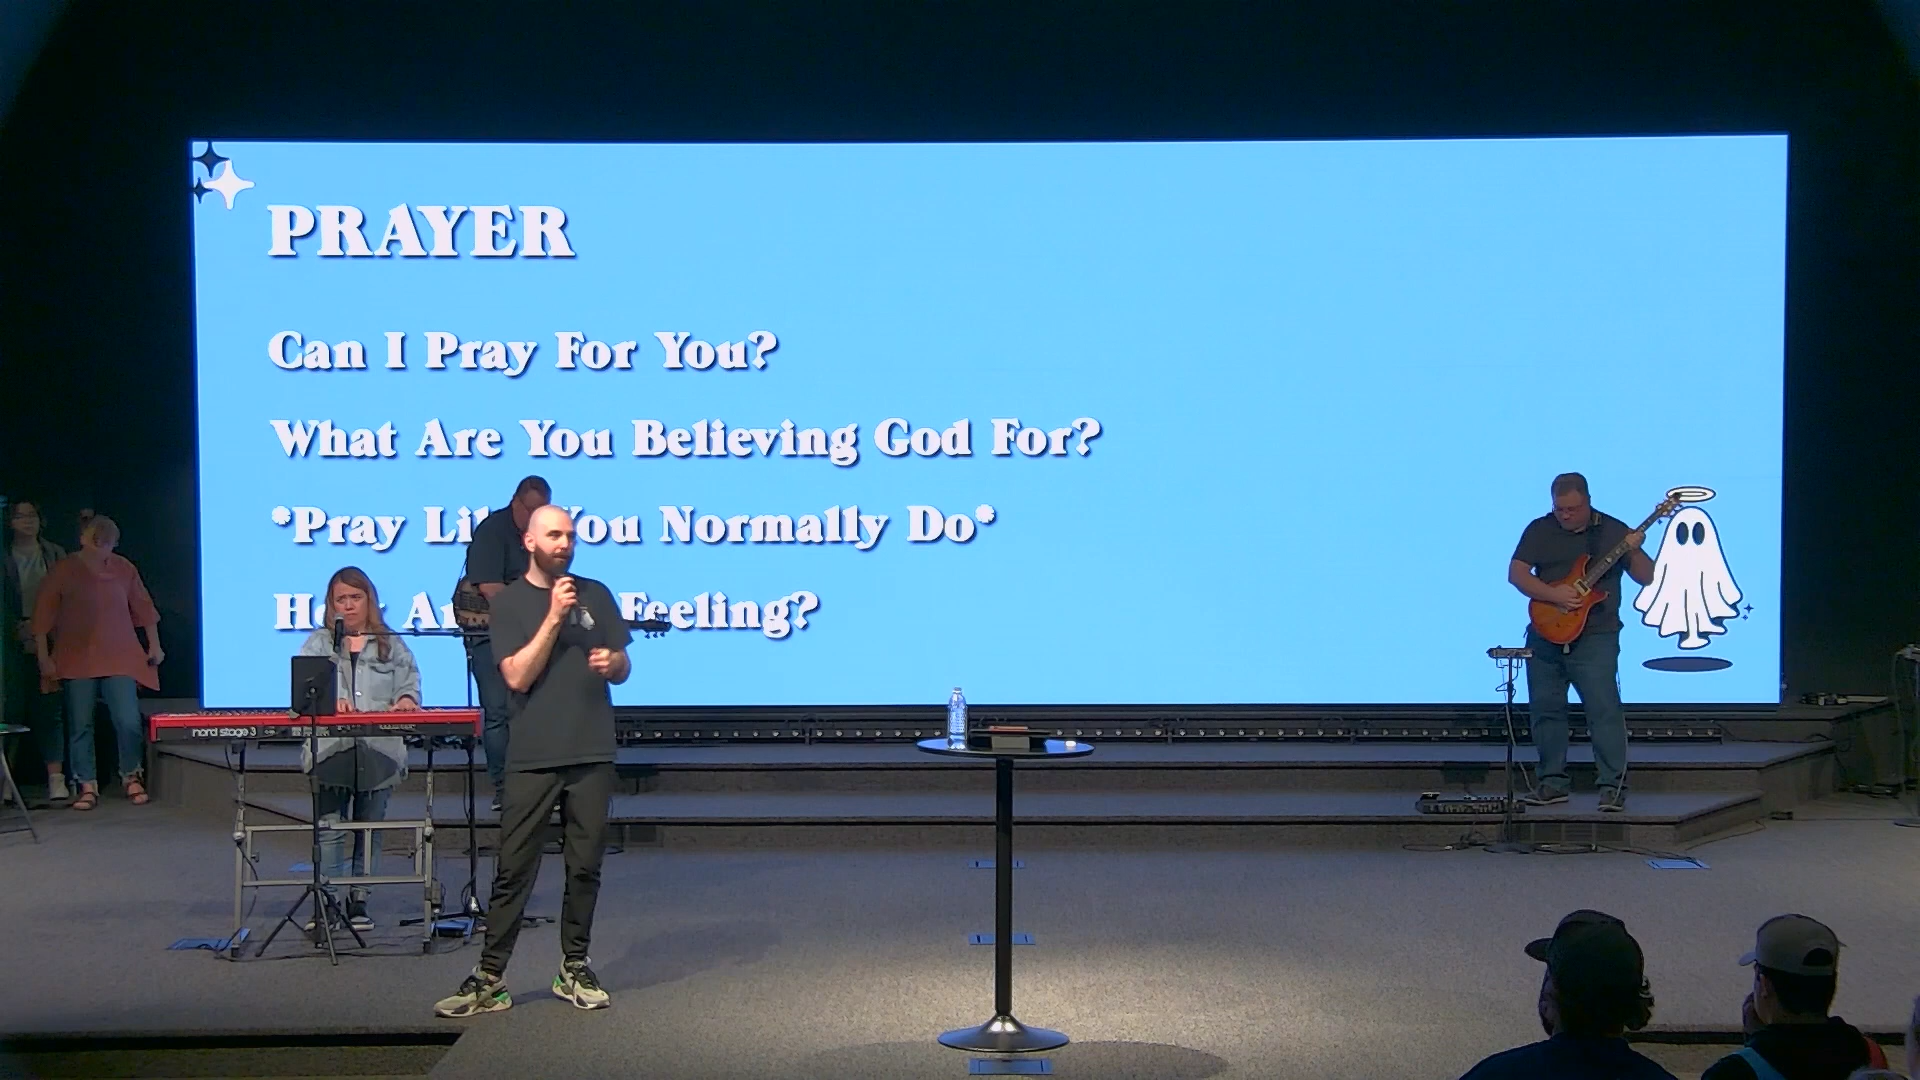 PRAYER
Can I Pray For You?
What Are You Believing God For?
*Pray Li You Normally Do*
Feeling?
nord stage 3